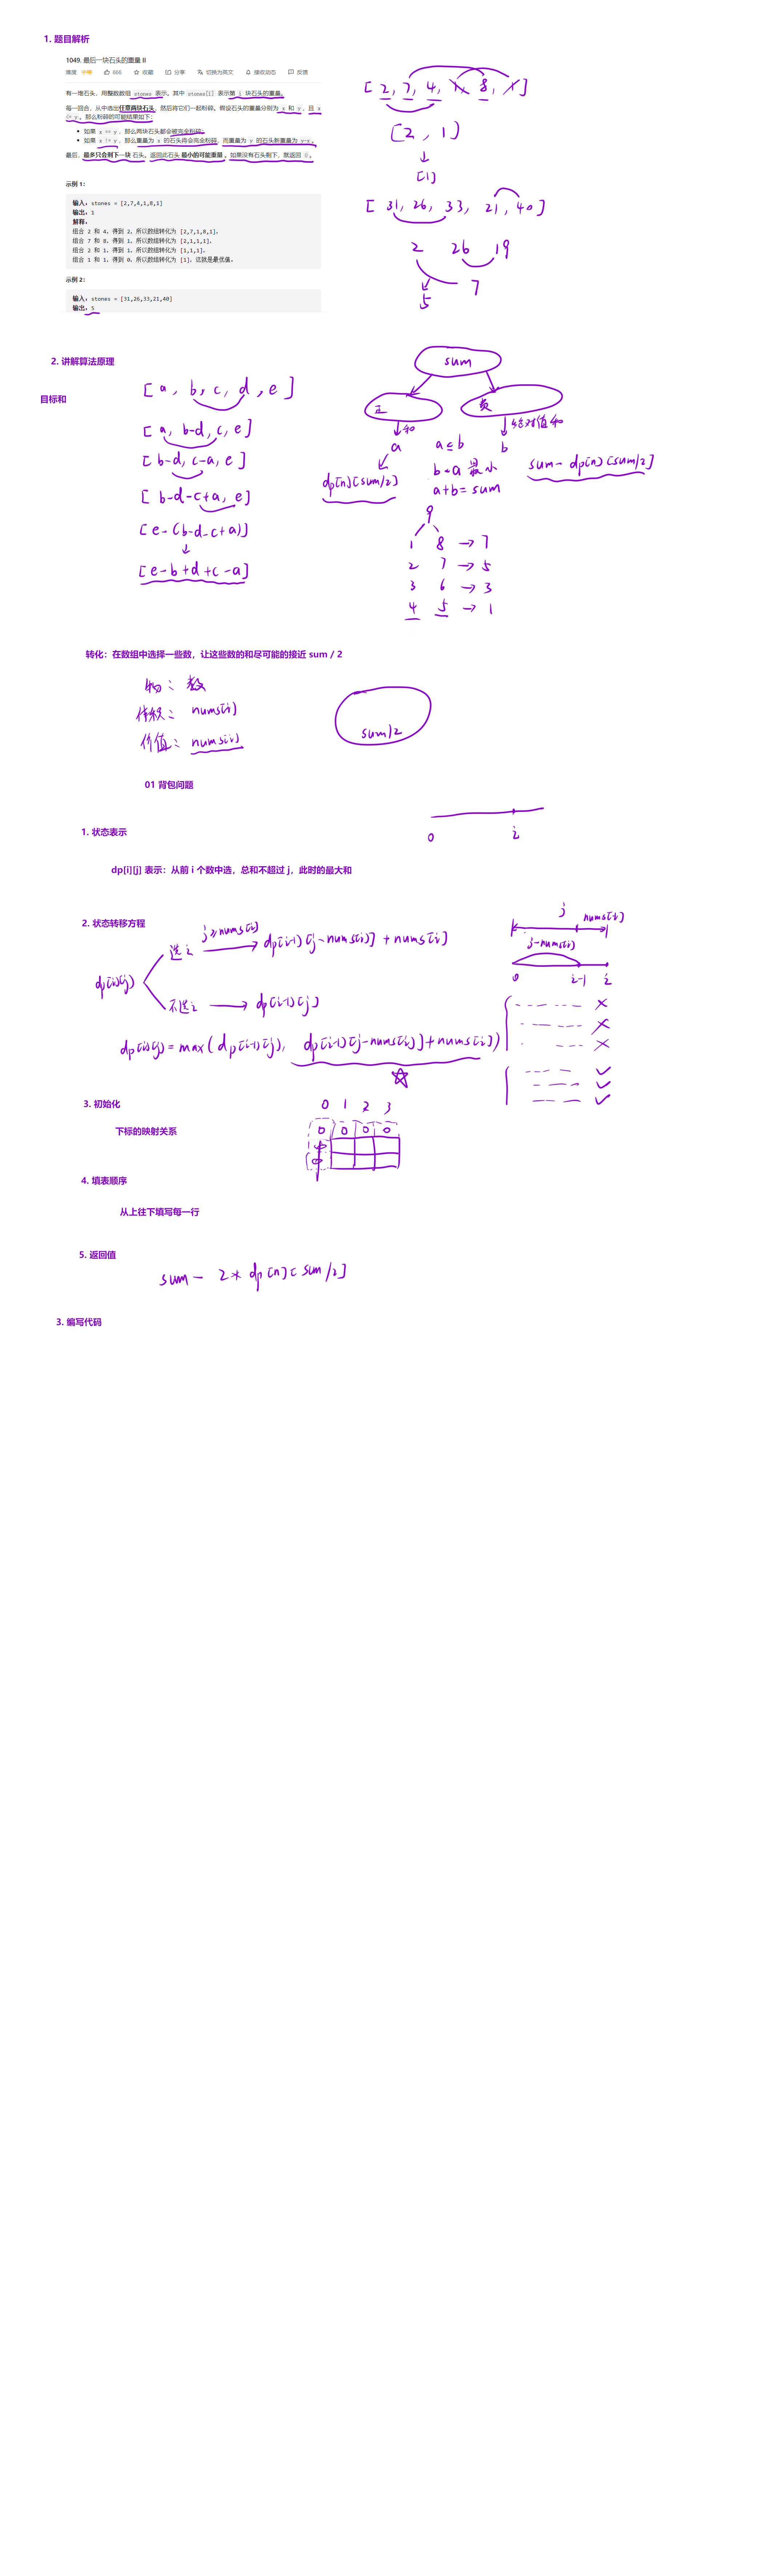 1. 题目解析
1049. 最后一块石头的重量 II
难度 中等 666 收藏 分享 切换为英文 接收动态 反馈
有一堆石头，用整数数组 stones 表示。其中 stones[i] 表示第 i 块石头的重量。
每一回合，从中选出任意两块石头，然后将它们一起粉碎。假设石头的重量分别为 x 和 y，且 x
<= y。那么粉碎的可能结果如下：
如果 x == y，那么两块石头都会被完全粉碎；
如果 x != y，那么重量为 x 的石头将会完全粉碎，而重量为 y 的石头新重量为 y-x。
最后，最多只会剩下一块 石头。返回此石头 最小的可能重量 。如果没有石头剩下，就返回 0。
示例 1：
输入：stones = [2,7,4,1,8,1]
输出：1
解释：
组合 2 和 4，得到 2，所以数组转化为 [2,7,1,8,1]，
组合 7 和 8，得到 1，所以数组转化为 [2,1,1,1]，
组合 2 和 1，得到 1，所以数组转化为 [1,1,1]，
组合 1 和 1，得到 0，所以数组转化为 [1]，这就是最优值。
示例 2：
输入：stones = [31,26,33,21,40]
输出：5
[2, 7, 4, 1, 8, 1]
[2, 1]
[1]
[31, 26, 33, 21, 40]
2 26 19
7
5
2. 讲解算法原理
目标和
[a, b, c, d, e]
[a, b-d, c, e]
[b-d, c-a, e]
[b-d-c+a, e]
[e-(b-d-c+a)]
[e-b+d+c-a]
sum
正 负
和 绝对值和
a a≤b b
dp[n][sum/2] b-a 最小 sum - dp[n][sum/2]
a+b=sum
9
1 8 → 7
2 7 → 5
3 6 → 3
4 5 → 1
转化：在数组中选择一些数，让这些数的和尽可能的接近 sum / 2
物：数
体积：nums[i]
价值：nums[i]
sum/2
01 背包问题
1. 状态表示
0 i
dp[i][j] 表示：从前 i 个数中选，总和不超过 j，此时的最大和
2. 状态转移方程
dp[i][j]
选 i j≥nums[i] dp[i-1][j-nums[i]] + nums[i]
不选 i → dp[i-1][j]
dp[i][j] = max(dp[i-1][j], dp[i-1][j-nums[i]]+nums[i])
j nums[i]
j-nums[i]
0 i-1 i
3. 初始化
0 1 2 3
0 0 0 0
下标的映射关系
4. 填表顺序
从上往下填写每一行
5. 返回值
sum - 2* dp[n][sum/2]
3. 编写代码